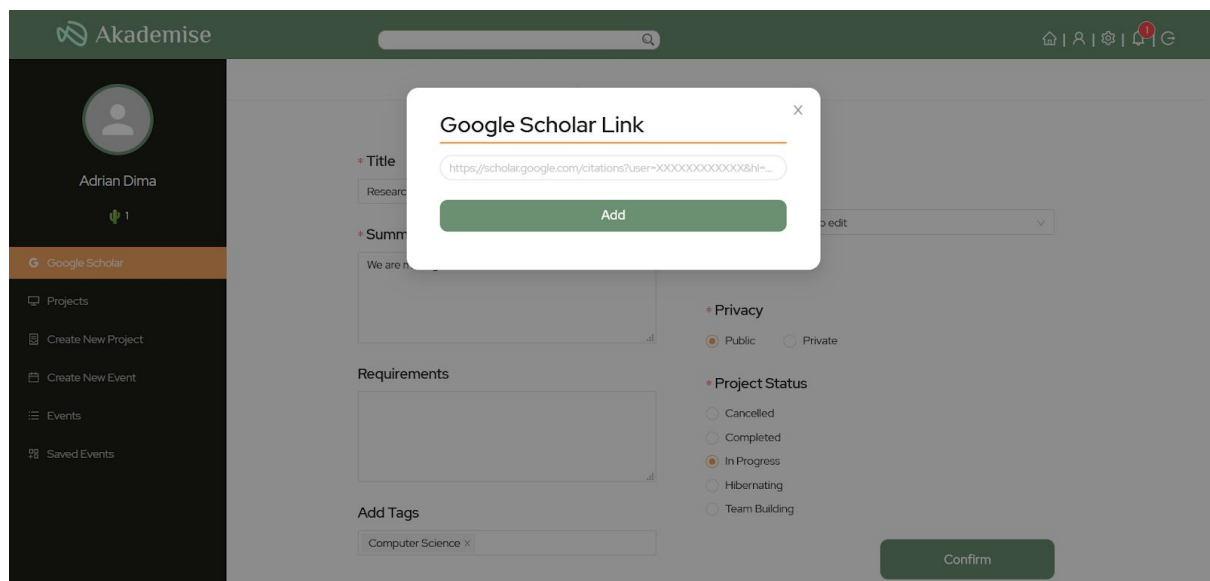 Akademise
1
Adrian Dima
1
G Google Scholar
Projects
Create New Project
Create New Event
Events
Saved Events
Google Scholar Link
X
https://scholar.google.com/citations?user=XXXXXXXXXXXX&hl=...
Add
* Title
Researc
* Summ
We are
Requirements
Add Tags
Computer Science ×
edit
* Privacy
Public Private
* Project Status
Cancelled
Completed
In Progress
Hibernating
Team Building
Confirm